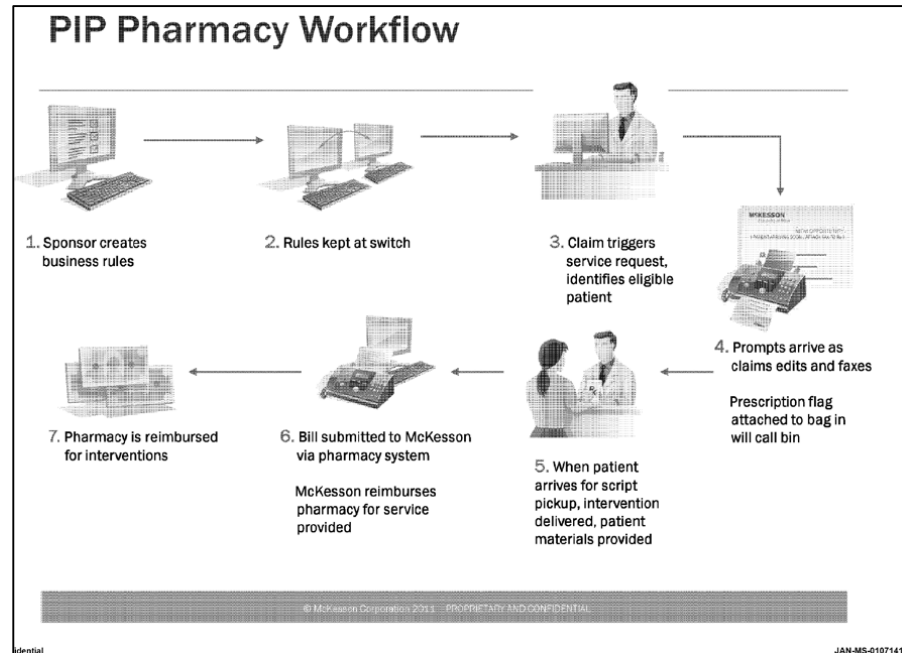 PIP Pharmacy Workflow
1. Sponsor creates
business rules
2. Rules kept at switch
3. Claim triggers
service request,
identifies eligible
patient
MCKESSON
4. Prompts arrive as
claims edits and faxes
Prescription flag
attached to bag in
will call bin
5. When patient
arrives for script
pickup, intervention
delivered, patient
materials provided
6. Bill submitted to McKesson
via pharmacy system
McKesson reimburses
pharmacy for service
provided
7. Pharmacy is reimbursed
for interventions
© McKesson Corporation 2011 PROPRIETARY AND CONFIDENTIAL
idential
JAN-MS-0107141